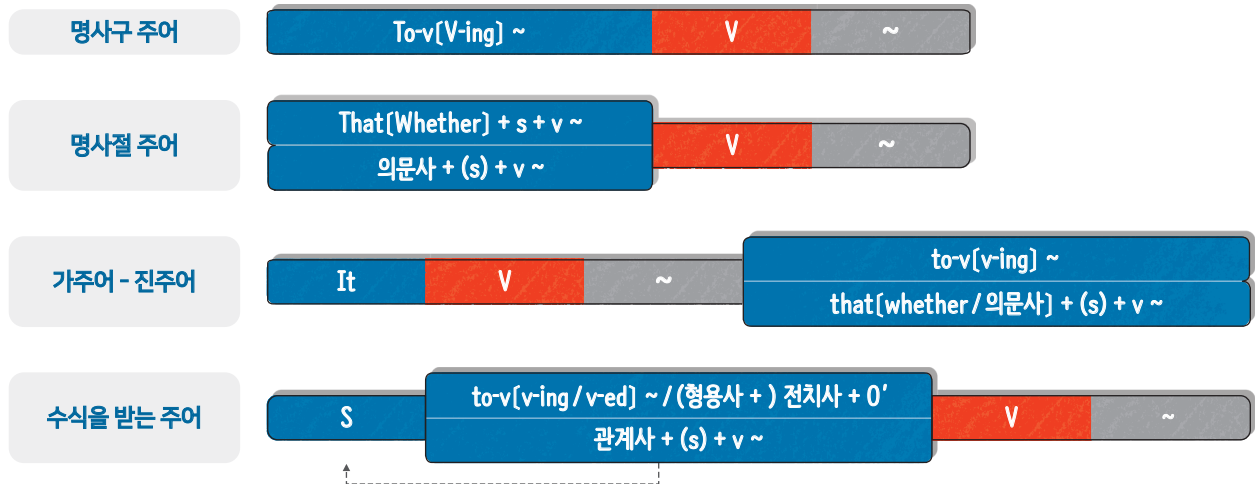 명사구 주어
To-v[V-ing] ~ V ~
명사절 주어
That[Whether] + s + v ~
의문사 + (s) + v ~
V ~
가주어 - 진주어
It V ~
to-v[v-ing] ~
that[whether / 의문사] + (s) + v ~
수식을 받는 주어
S
to-v[v-ing / v-ed] ~ / (형용사 + ) 전치사 + O′
관계사 + (s) + v ~
V ~